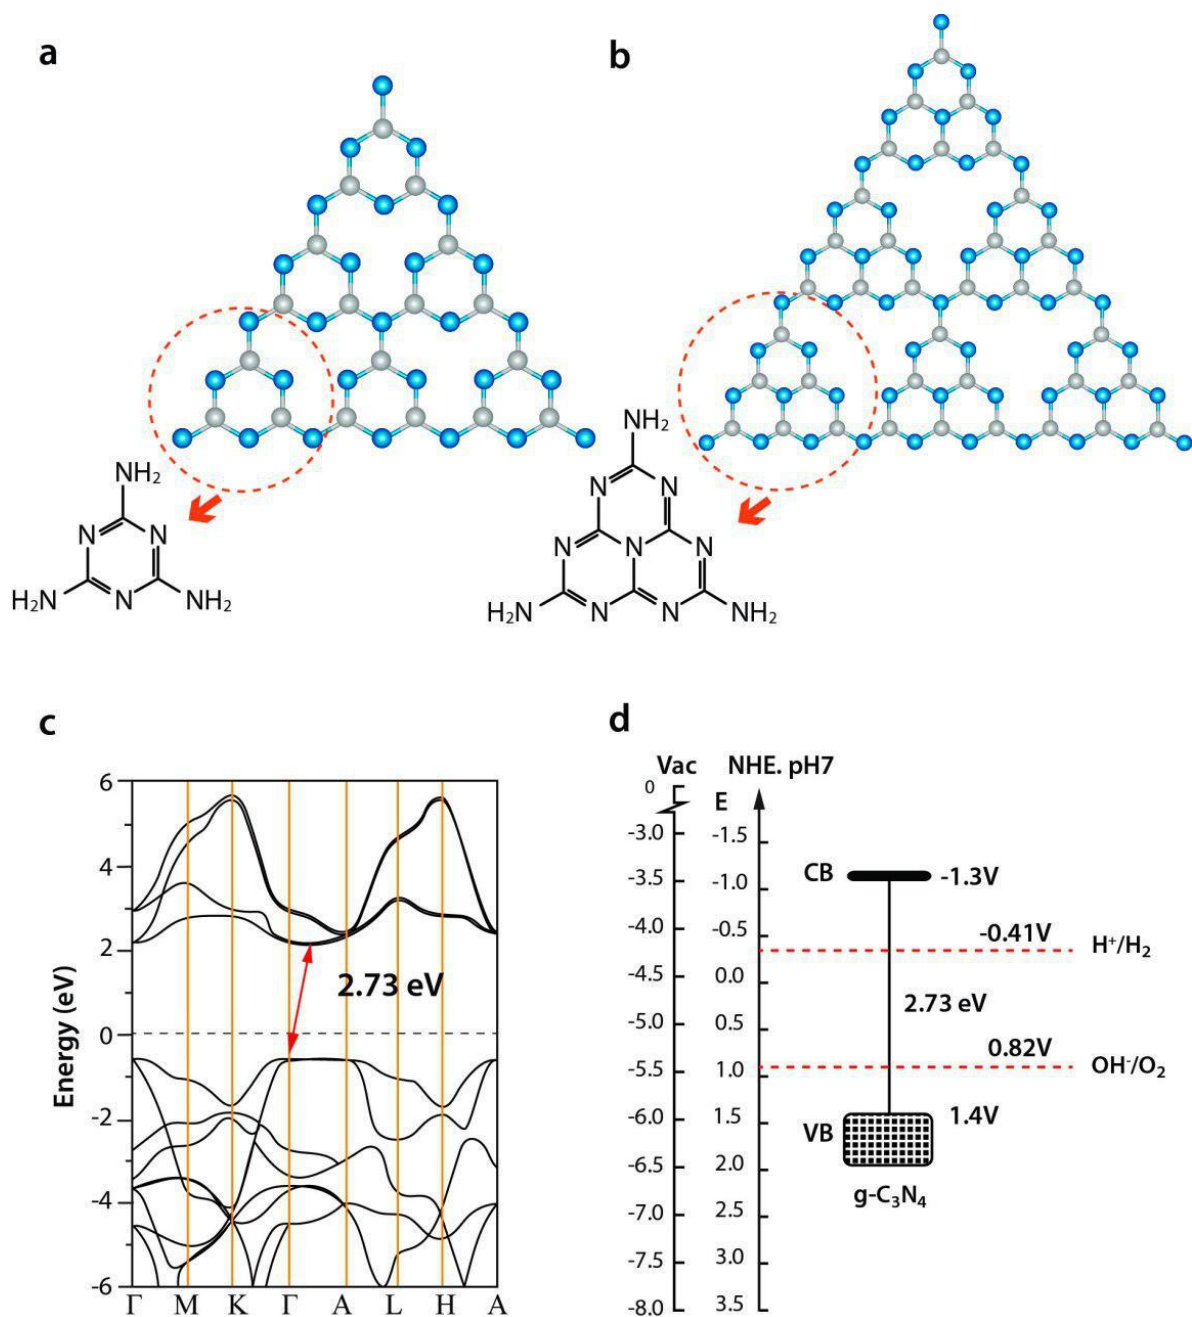 a
b
NH₂
N N
N
H₂N NH₂
NH₂
N N
N N N
N N
H₂N NH₂
c
Energy (eV)
6
4
2
0
-2
-4
-6
2.73 eV
Γ M K Γ A L H A
d
Vac NHE. pH7
0
E
-3.0
-3.5
-4.0
-4.5
-5.0
-5.5
-6.0
-6.5
-7.0
-7.5
-8.0
-1.5
-1.0
-0.5
0.0
0.5
1.0
1.5
2.0
2.5
3.0
3.5
CB
-1.3V
-0.41V
H⁺/H₂
2.73 eV
0.82V
OH⁻/O₂
1.4V
VB
g-C₃N₄